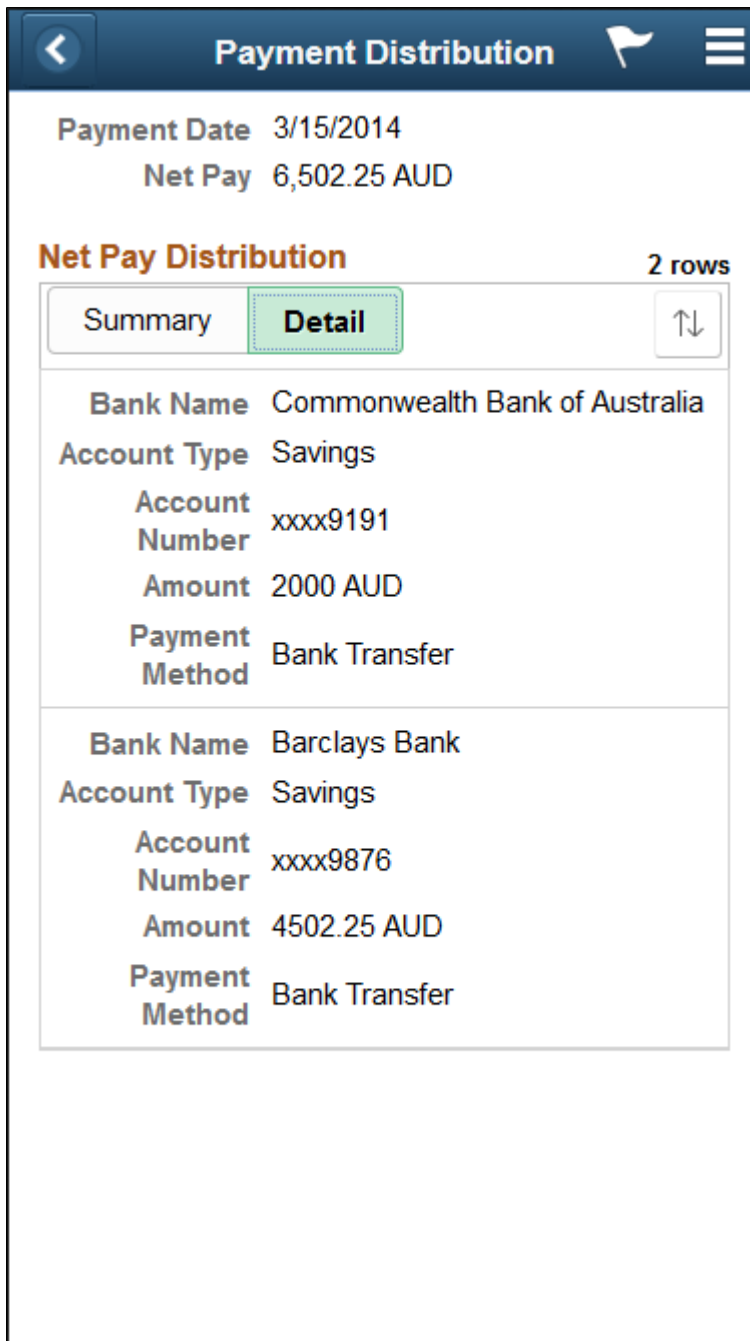 Payment Distribution
Payment Date 3/15/2014
Net Pay 6,502.25 AUD
Net Pay Distribution 2 rows
Summary Detail
Bank Name Commonwealth Bank of Australia
Account Type Savings
Account
Number xxxx9191
Amount 2000 AUD
Payment
Method Bank Transfer
Bank Name Barclays Bank
Account Type Savings
Account
Number xxxx9876
Amount 4502.25 AUD
Payment
Method Bank Transfer